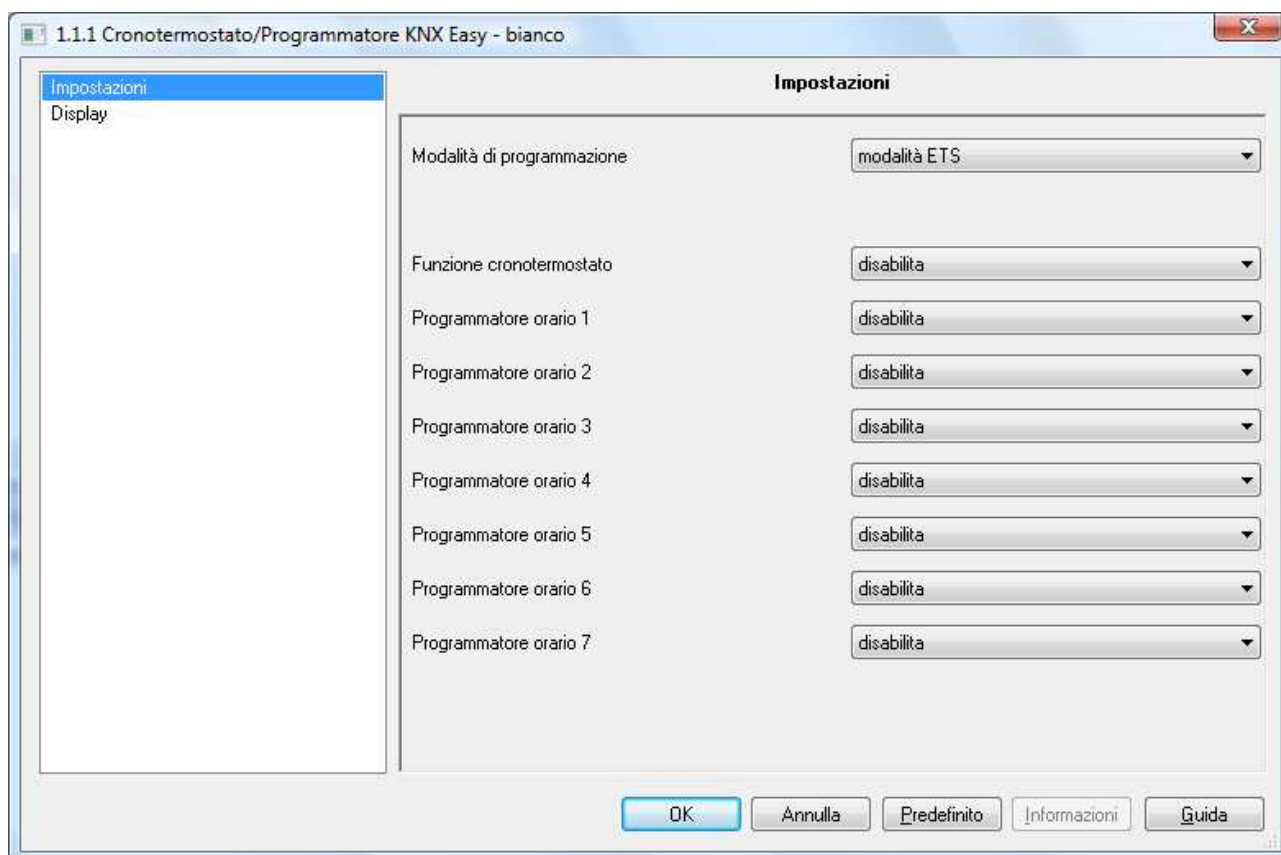 1.1.1 Cronotermostato/Programmatore KNX Easy - bianco
Impostazioni
Display
Impostazioni
Modalità di programmazione modalità ETS
Funzione cronotermostato disabilita
Programmatore orario 1 disabilita
Programmatore orario 2 disabilita
Programmatore orario 3 disabilita
Programmatore orario 4 disabilita
Programmatore orario 5 disabilita
Programmatore orario 6 disabilita
Programmatore orario 7 disabilita
OK Annulla Predefinito Informazioni Guida